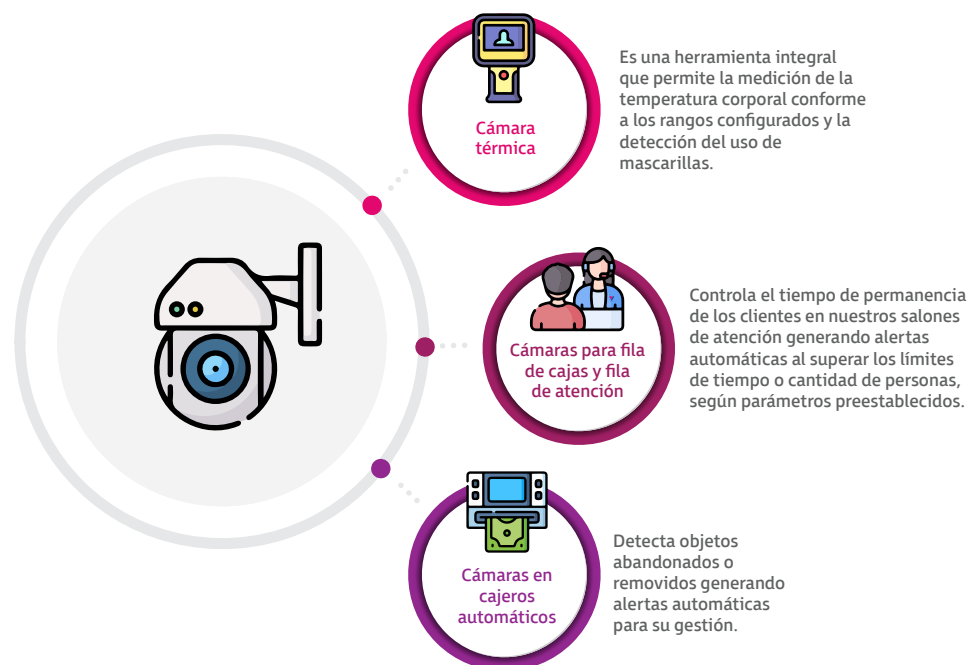 Cámara
térmica
Es una herramienta integral
que permite la medición de la
temperatura corporal conforme
a los rangos configurados y la
detección del uso de
mascarillas.
Cámaras para fila
de cajas y fila
de atención
Controla el tiempo de permanencia
de los clientes en nuestros salones
de atención generando alertas
automáticas al superar los límites
de tiempo o cantidad de personas,
según parámetros preestablecidos.
Cámaras en
cajeros
automáticos
Detecta objetos
abandonados o
removidos generando
alertas automáticas
para su gestión.